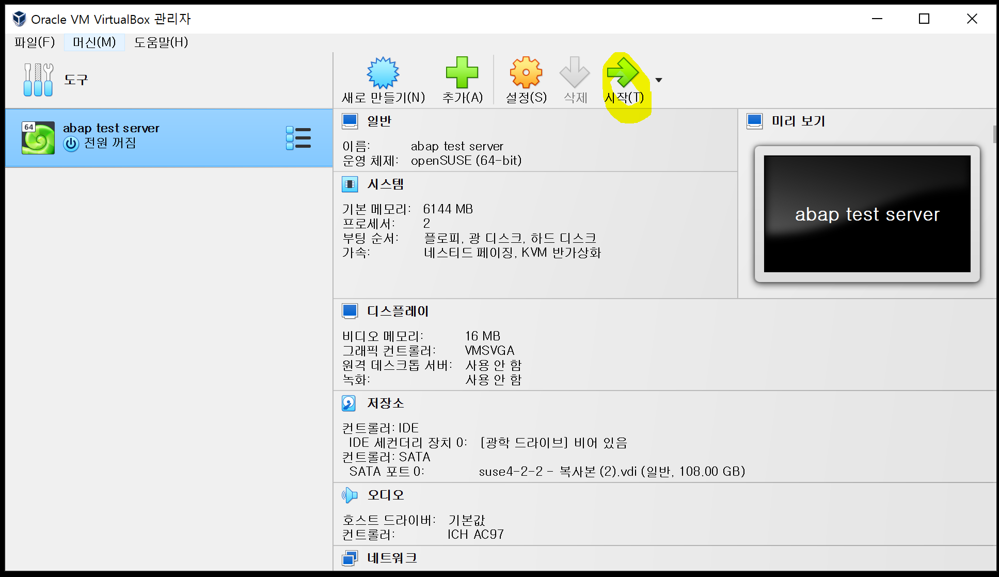 Oracle VM VirtualBox 관리자
파일(F) 머신(M) 도움말(H)
도구
새로 만들기(N) 추가(A) 설정(S) 삭제 시작(T)
64
abap test server
전원 꺼짐
일반
이름: abap test server
운영 체제: openSUSE (64-bit)
미리 보기
abap test server
시스템
기본 메모리: 6144 MB
프로세서: 2
부팅 순서: 플로피, 광 디스크, 하드 디스크
가속: 네스티드 페이징, KVM 반가상화
디스플레이
비디오 메모리: 16 MB
그래픽 컨트롤러: VMSVGA
원격 데스크톱 서버: 사용 안 함
녹화: 사용 안 함
저장소
컨트롤러: IDE
IDE 세컨더리 장치 0: [광학 드라이브] 비어 있음
컨트롤러: SATA
SATA 포트 0: suse4-2-2 - 복사본 (2).vdi (일반, 108.00 GB)
오디오
호스트 드라이버: 기본값
컨트롤러: ICH AC97
네트워크